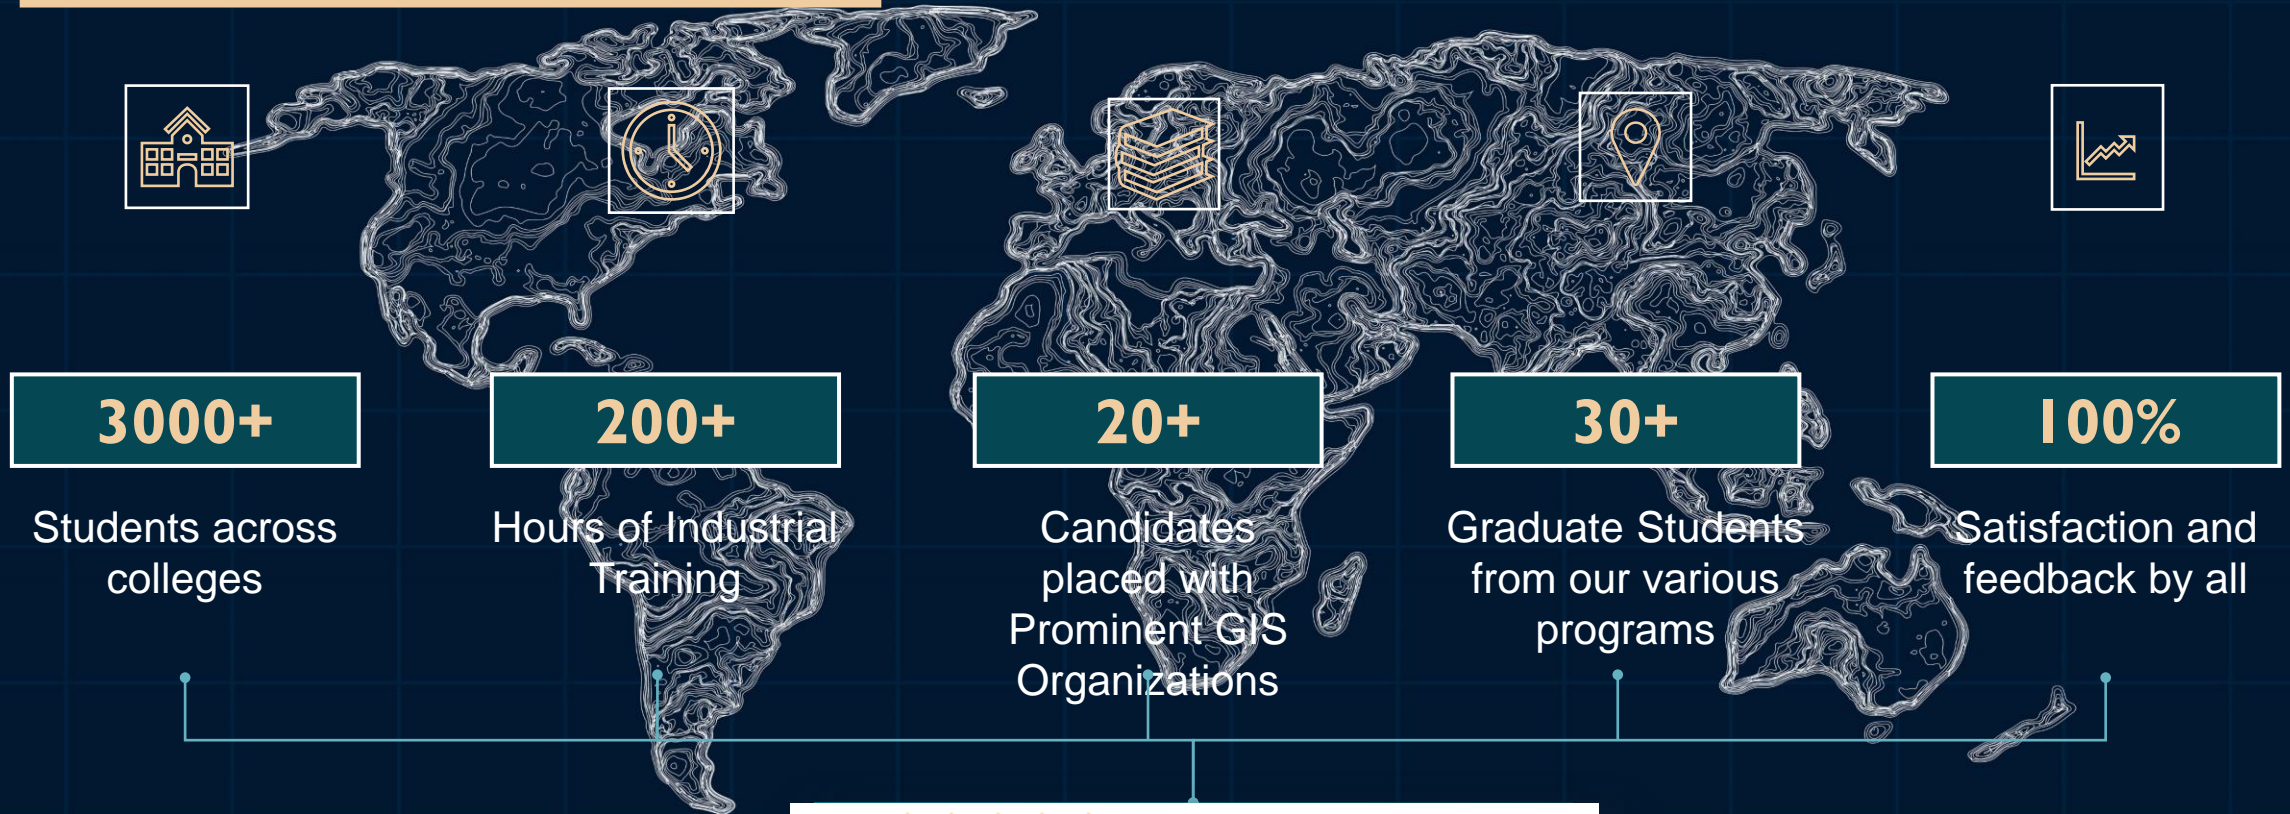 3000+
Students across
colleges
200+
Hours of Industrial
Training
20+
Candidates
placed with
Prominent GIS
Organizations
30+
Graduate Students
from our various
programs
100%
Satisfaction and
feedback by all